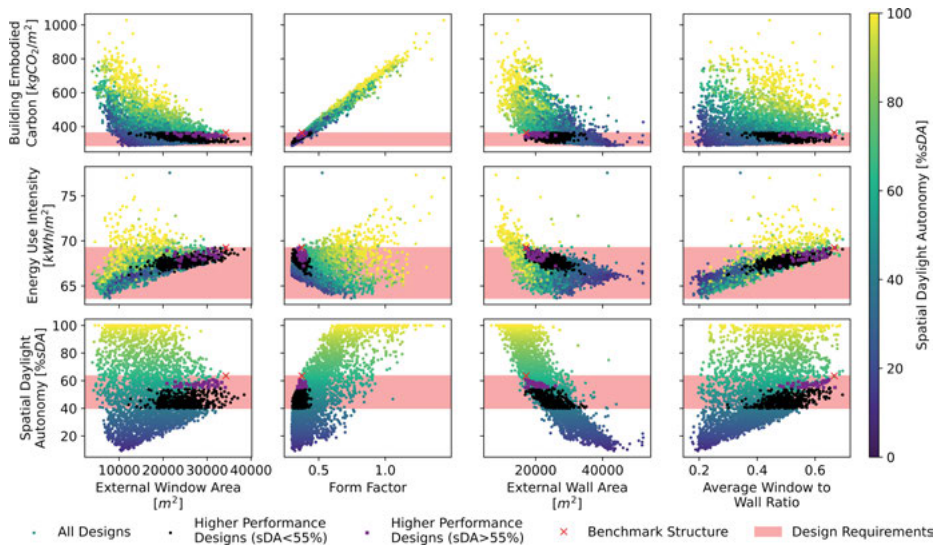 Building Embodied
Carbon [kgCO₂/m²]
1000
800
600
400
Energy Use Intensity
[kWh/m²]
75
70
65
Spatial Daylight
Autonomy [%sDA]
100
80
60
40
20
10000 20000 30000 40000
External Window Area
[m²]
0.5 1.0
Form Factor
20000 40000
External Wall Area
[m²]
0.2 0.4 0.6
Average Window to
Wall Ratio
100
80
60
40
20
0
Spatial Daylight Autonomy [%sDA]
All Designs
Higher Performance
Designs (sDA<55%)
Higher Performance
Designs (sDA>55%)
Benchmark Structure
Design Requirements